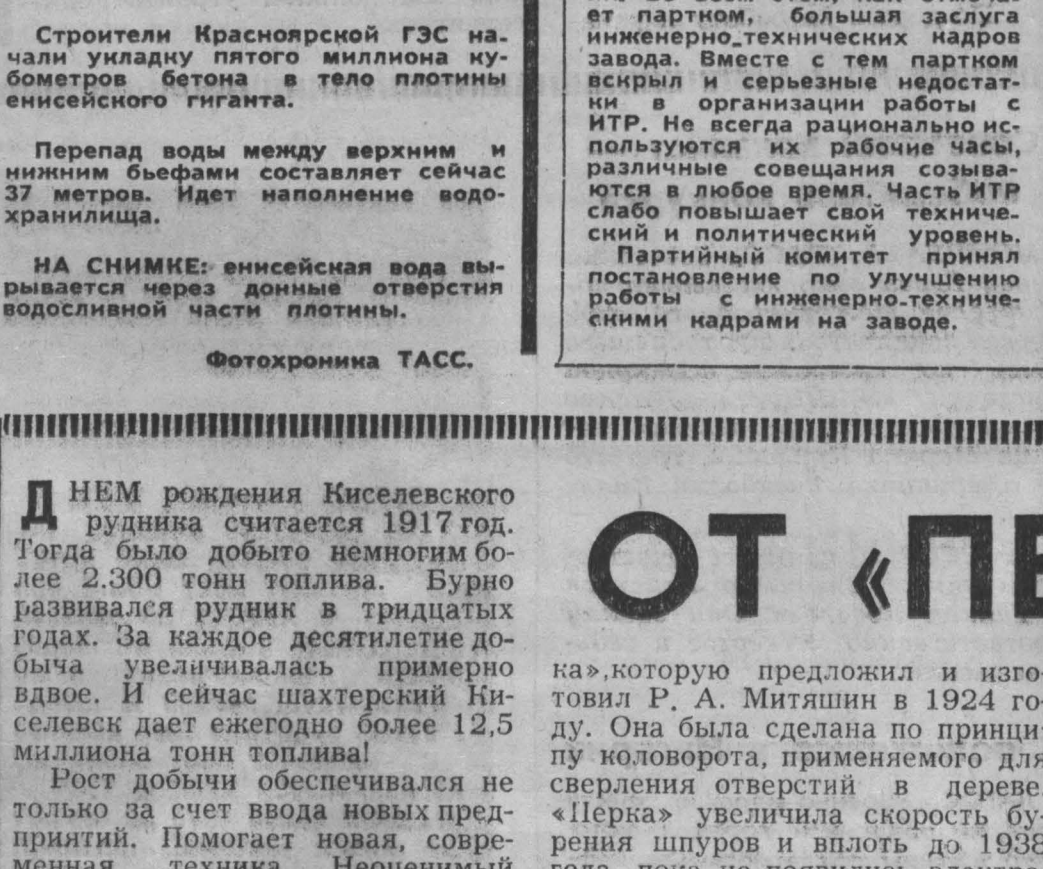 Строители Красноярской ГЭС на-
чали укладку пятого миллиона ку-
бометров бетона в тело плотины
енисейского гиганта.
Перепад воды между верхним и
нижним бьефами составляет сейчас
37 метров. Идет наполнение водо-
хранилища.
НА СНИМКЕ: енисейская вода вы-
рывается через донные отверстия
водосливной части плотины.
Фотохроника ТАСС.
ет партком, большая заслуга
инженерно-технических кадров
завода. Вместе с тем партком
вскрыл и серьезные недостат-
ки в организации работы с
ИТР. Не всегда рационально ис-
пользуются их рабочие часы,
различные совещания созыва-
ются в любое время. Часть ИТР
слабо повышает свой техниче-
ский и политический уровень.
Партийный комитет принял
постановление по улучшению
работы с инженерно-техниче-
скими кадрами на заводе.
ДНЕМ рождения Киселевского
рудника считается 1917 год.
Тогда было добыто немногим бо-
лее 2.300 тонн топлива. Бурно
развивался рудник в тридцатых
годах. За каждое десятилетие до-
быча увеличивалась примерно
вдвое. И сейчас шахтерский Ки-
селевск дает ежегодно более 12,5
миллиона тонн топлива!
Рост добычи обеспечивался не
только за счет ввода новых пред-
приятий. Помогает новая, совре-
менная техника. Неоценимый
ОТ «ПЕ
ка»,которую предложил и изго-
товил Р. А. Митяшин в 1924 го-
ду. Она была сделана по принци-
пу коловорота, применяемого для
сверления отверстий в дереве.
«Перка» увеличила скорость бу-
рения шпуров и вплоть до 1938